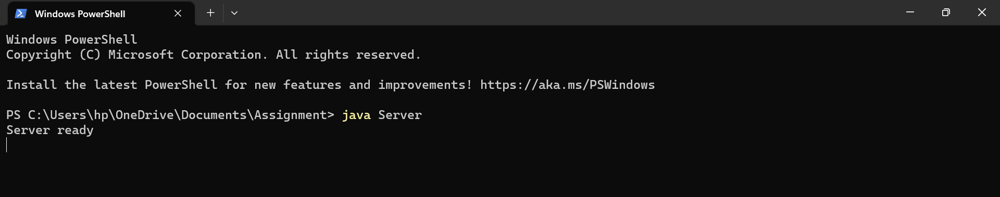 Windows PowerShell
Windows PowerShell
Copyright (C) Microsoft Corporation. All rights reserved.
Install the latest PowerShell for new features and improvements! https://aka.ms/PSWindows
PS C:\Users\hp\OneDrive\Documents\Assignment> java Server
Server ready